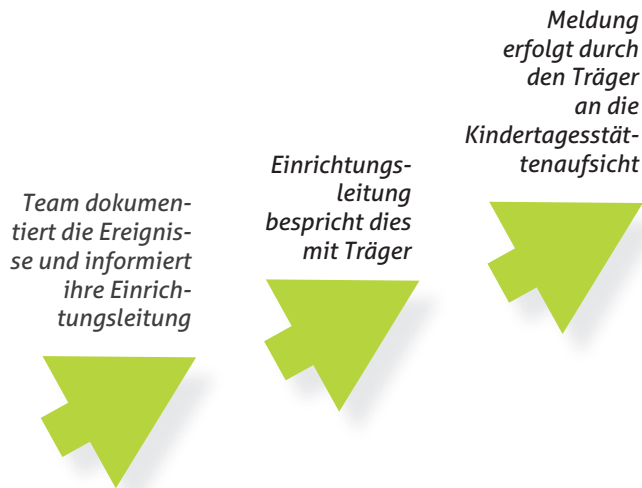 Team dokumen-
tiert die Ereignis-
se und informiert
ihre Einrich-
tungsleitung
Einrichtungs-
leitung
bespricht dies
mit Träger
Meldung
erfolgt durch
den Träger
an die
Kindertagesstät-
tenaufsicht